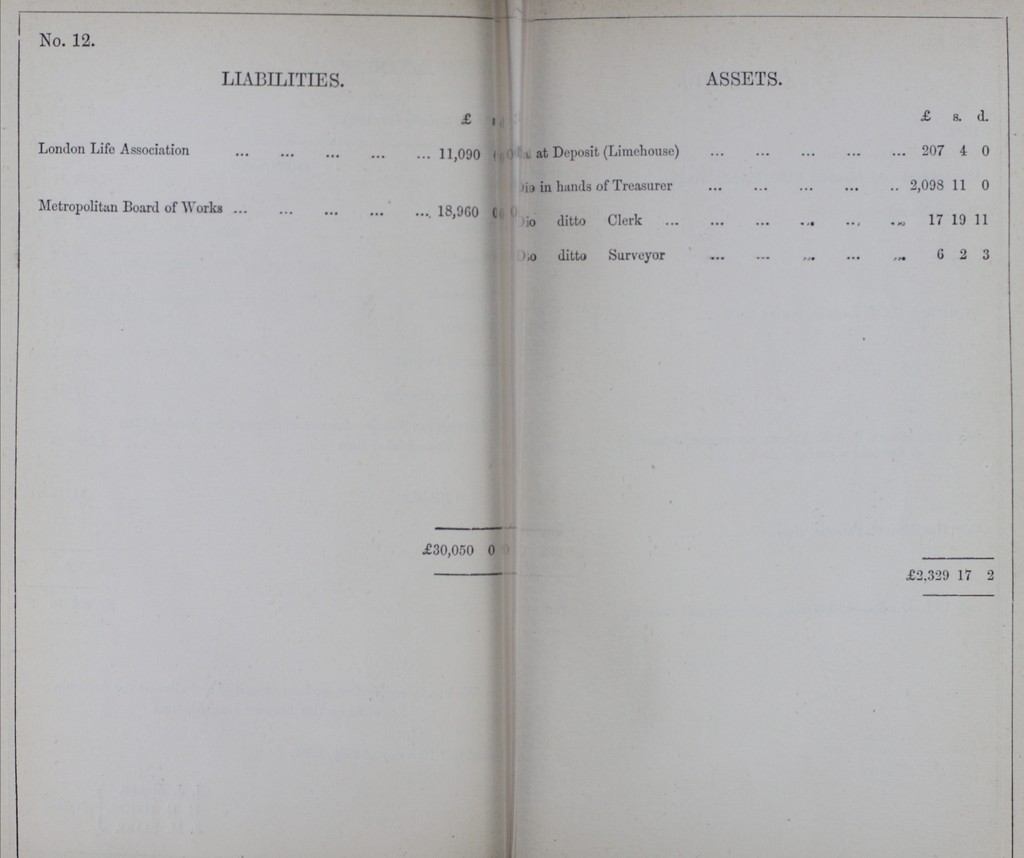 No. 12.
LIABILITIES.
£
London Life Association ... ... ... ... ... 11,090
Metropolitan Board of Works ... ... ... ... ... 18,960
£30,050 0
ASSETS.
£ s. d.
at Deposit (Limehouse) ... ... ... ... ... 207 4 0
in hands of Treasurer ... ... ... ... .. 2,098 11 0
ditto Clerk ... ... ... ... ... ... 17 19 11
ditto Surveyor ... ... ... ... ... 6 2 3
£2,329 17 2